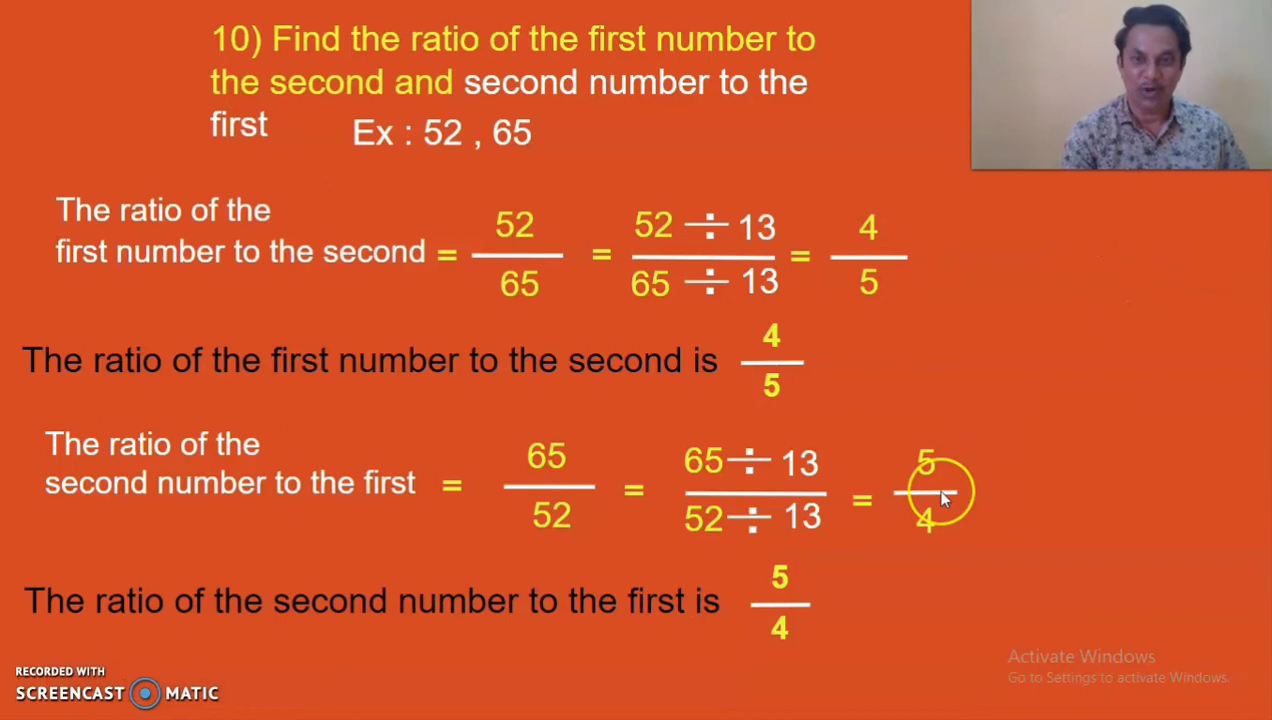 10) Find the ratio of the first number to
the second and second number to the
first
Ex : 52 , 65
The ratio of the
first number to the second = 52/65 = 52 ÷ 13/65 ÷ 13 = 4/5
The ratio of the first number to the second is 4/5
The ratio of the
second number to the first = 65/52 = 65 ÷ 13/52 ÷ 13 = 5/4
The ratio of the second number to the first is 5/4
Activate Windows
Go to Settings to activate Windows.
RECORDED WITH
SCREENCAST MATIC